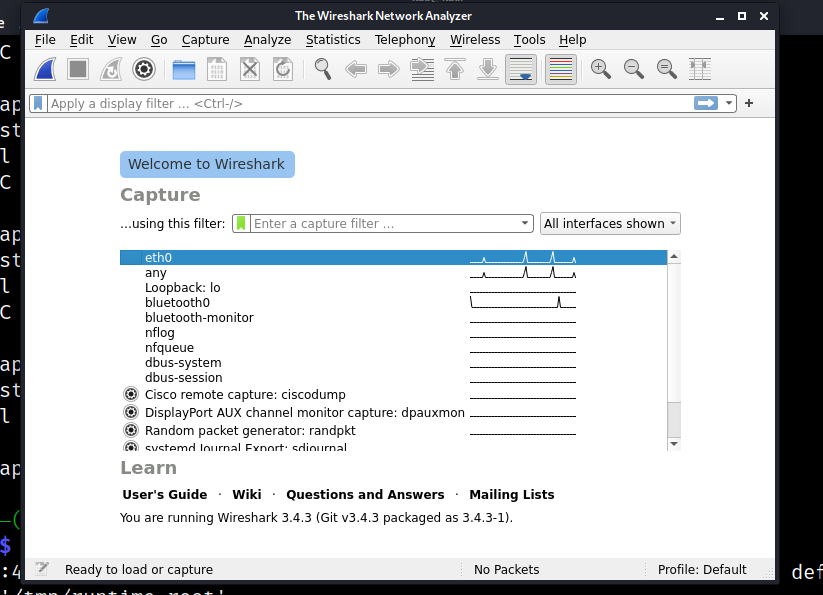 The Wireshark Network Analyzer
File Edit View Go Capture Analyze Statistics Telephony Wireless Tools Help
Apply a display filter … <Ctrl-/>
Welcome to Wireshark
Capture
…using this filter: Enter a capture filter … All interfaces shown
eth0
any
Loopback: lo
bluetooth0
bluetooth-monitor
nflog
nfqueue
dbus-system
dbus-session
Cisco remote capture: ciscodump
DisplayPort AUX channel monitor capture: dpauxmon
Random packet generator: randpkt
systemd Journal Export: sdjournal
Learn
User's Guide · Wiki · Questions and Answers · Mailing Lists
You are running Wireshark 3.4.3 (Git v3.4.3 packaged as 3.4.3-1).
Ready to load or capture No Packets Profile: Default
'/tmp/runtime-root'